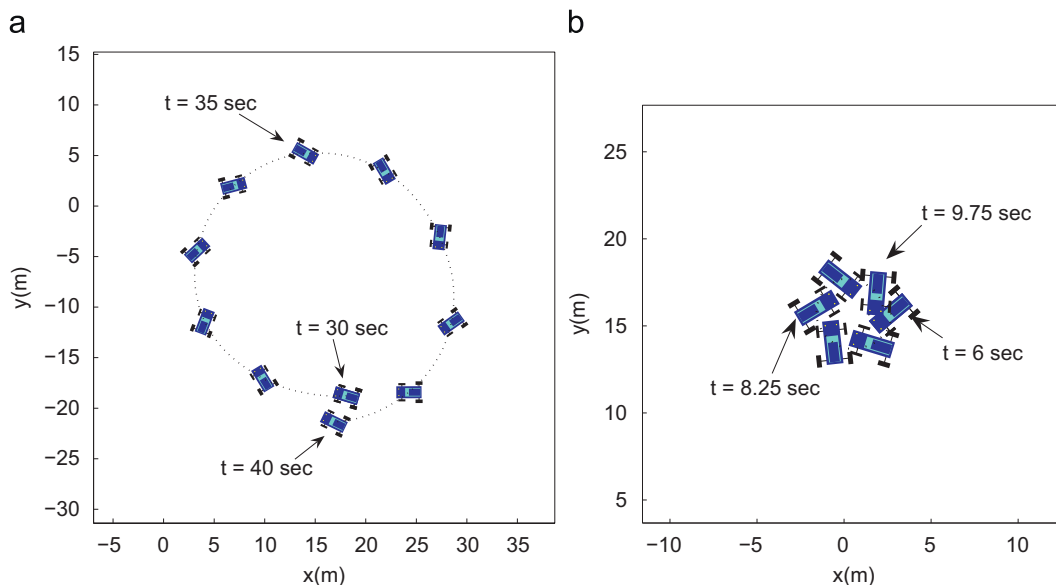 a
15
10
5
0
−5
−10
−15
−20
−25
−30
y(m)
t = 35 sec
t = 30 sec
t = 40 sec
−5 0 5 10 15 20 25 30 35
x(m)
b
25
20
15
10
5
y(m)
t = 9.75 sec
t = 6 sec
t = 8.25 sec
−10 −5 0 5 10
x(m)